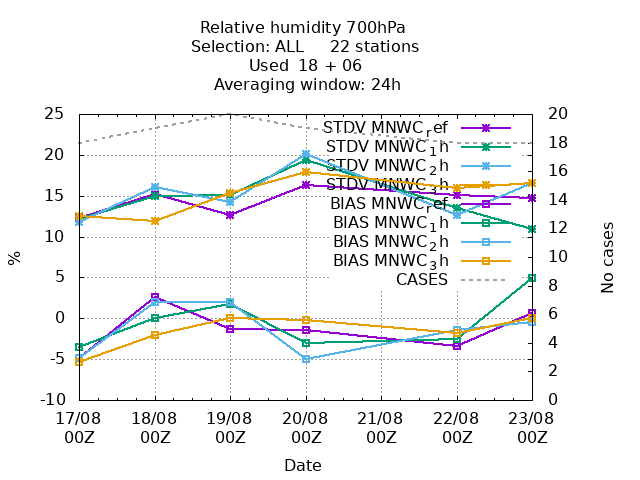 Relative humidity 700hPa
Selection: ALL 22 stations
Used 18 + 06
Averaging window: 24h
25
20
15
10
5
0
-5
-10
%
20
18
16
14
12
10
8
6
4
2
0
No cases
STDV MNWC_ref
STDV MNWC_1h
STDV MNWC_2h
STDV MNWC_3h
BIAS MNWC_ref
BIAS MNWC_1h
BIAS MNWC_2h
BIAS MNWC_3h
CASES
17/08 18/08 19/08 20/08 21/08 22/08 23/08
00Z 00Z 00Z 00Z 00Z 00Z 00Z
Date